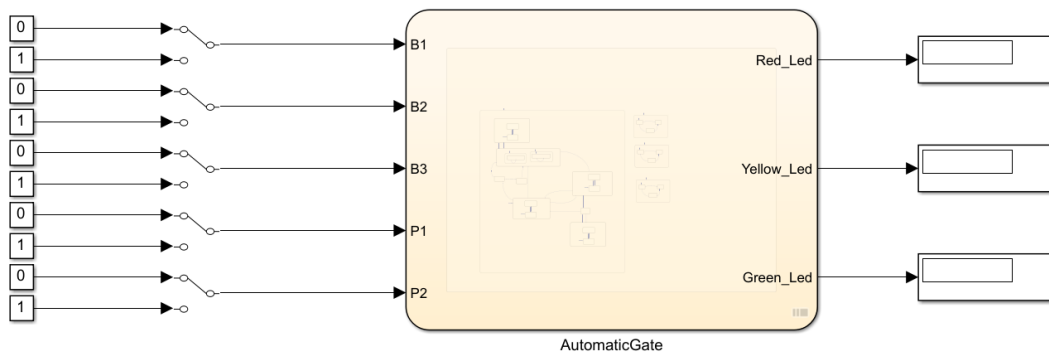 0
B1
1
Red_Led
0
B2
1
0
B3
Yellow_Led
1
0
P1
1
0
Green_Led
P2
1
AutomaticGate